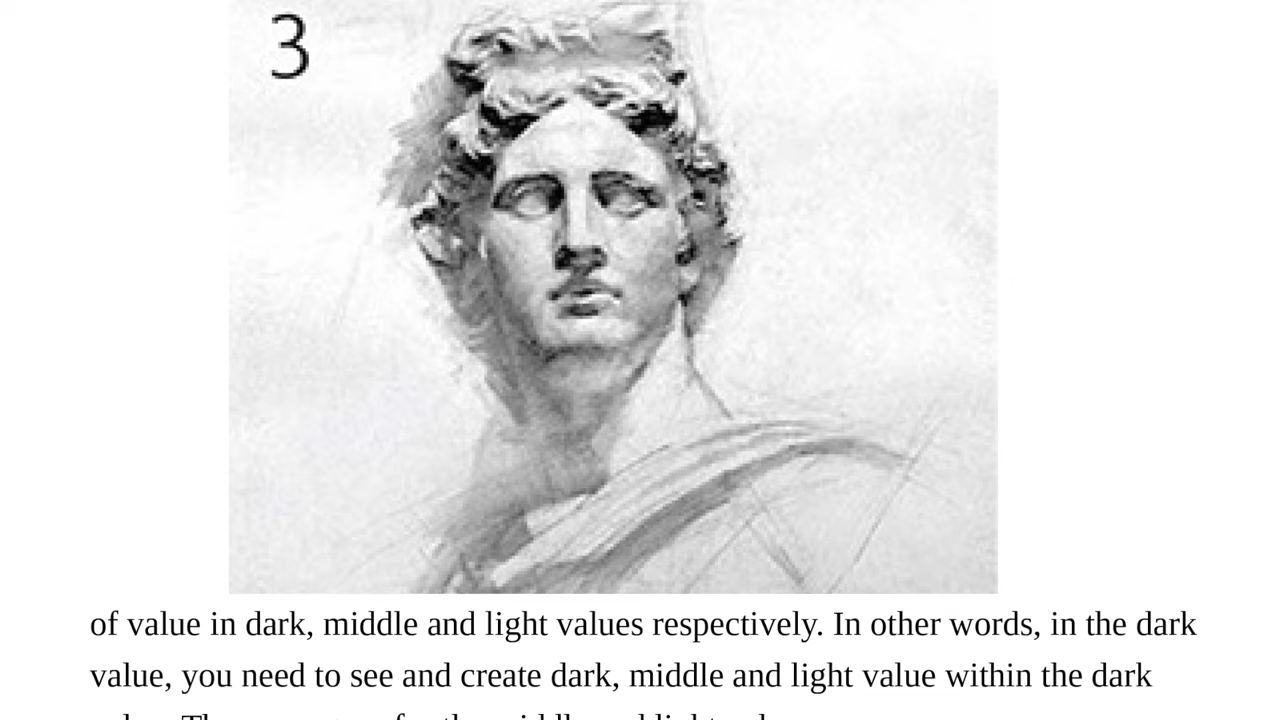 3
of value in dark, middle and light values respectively. In other words, in the dark
value, you need to see and create dark, middle and light value within the dark